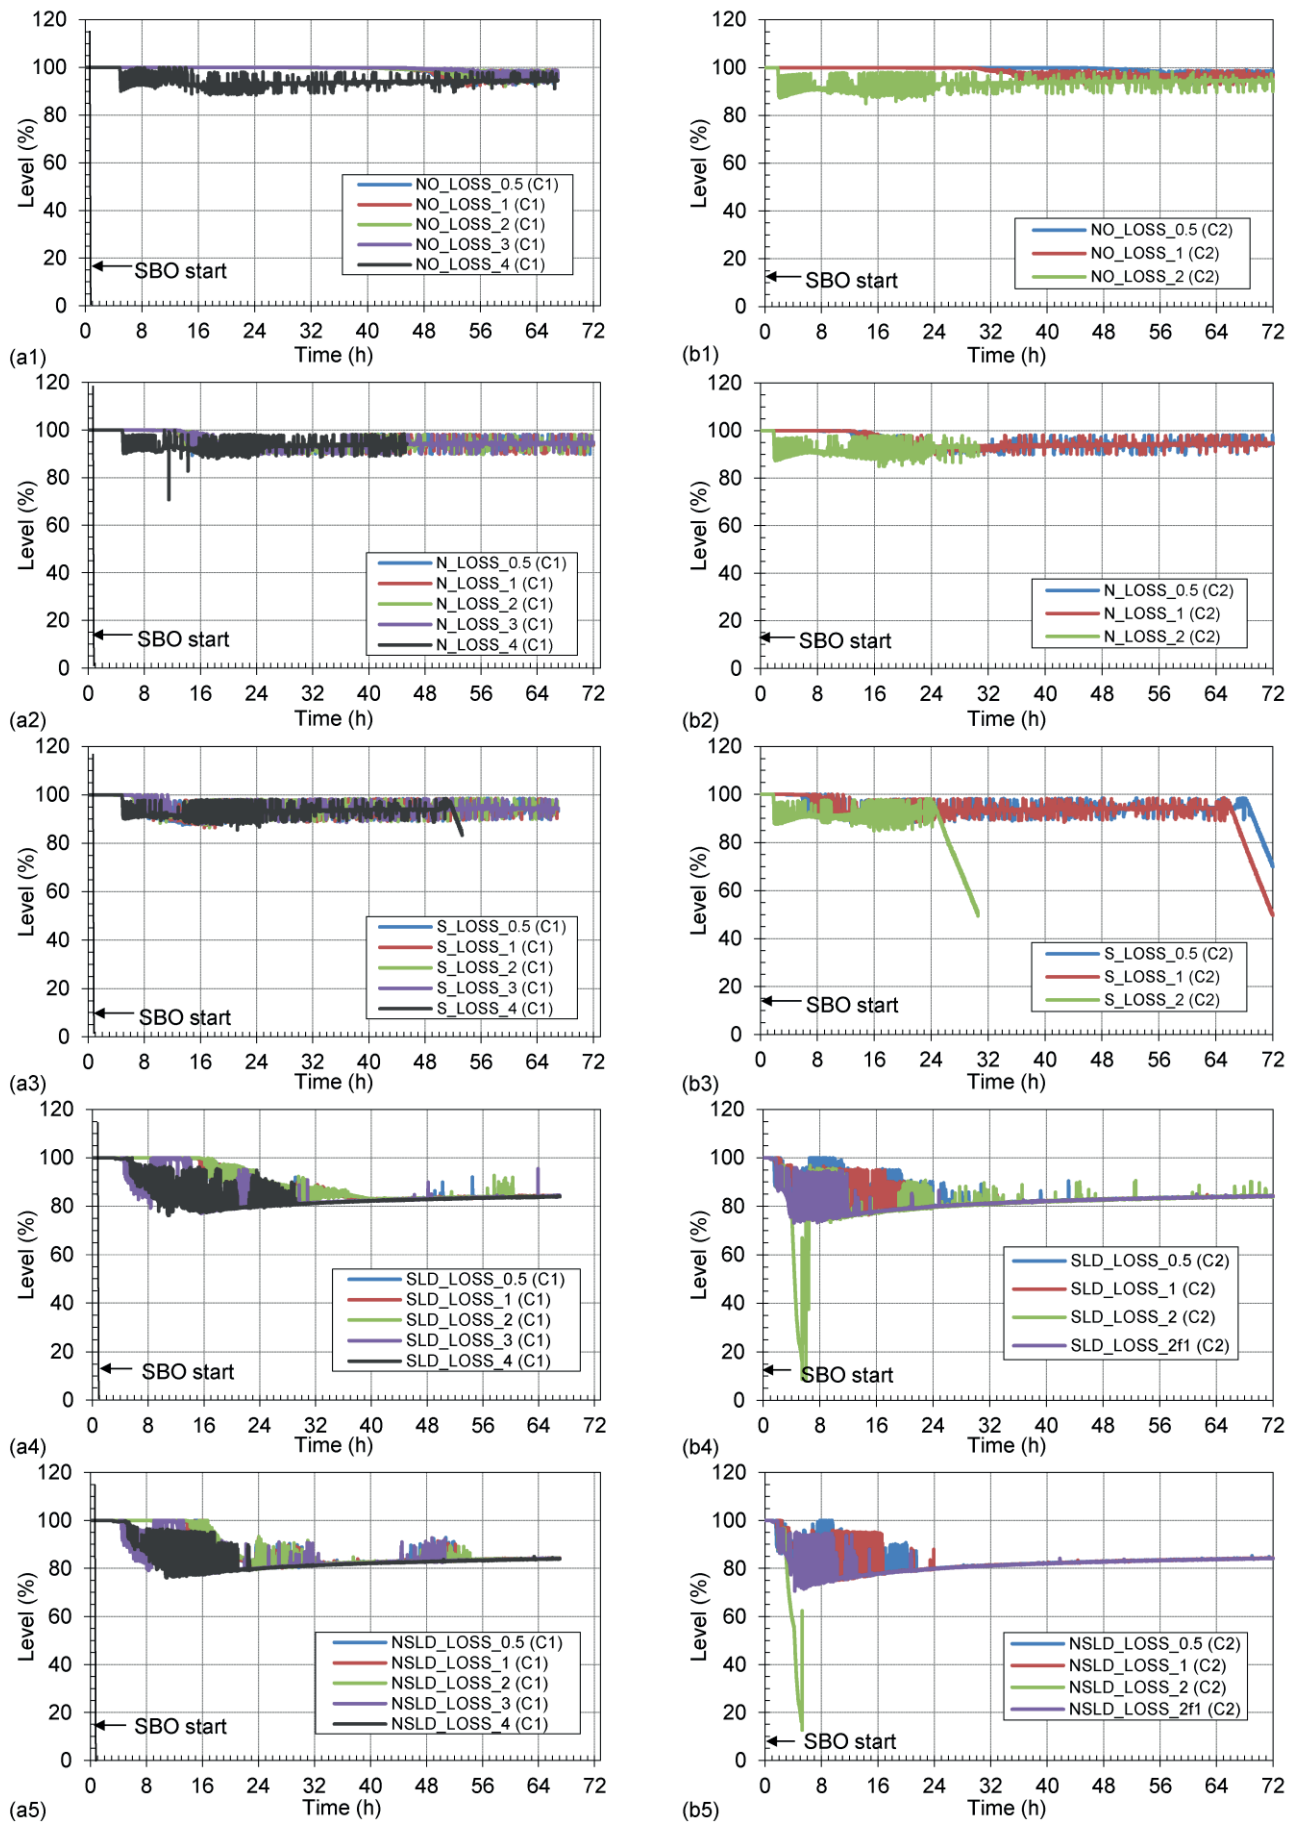 120
100
80
60
40
20
0
Level (%)
NO_LOSS_0.5 (C1)
NO_LOSS_1 (C1)
NO_LOSS_2 (C1)
NO_LOSS_3 (C1)
NO_LOSS_4 (C1)
SBO start
0 8 16 24 32 40 48 56 64 72
Time (h)
(a1)
120
100
80
60
40
20
0
Level (%)
NO_LOSS_0.5 (C2)
NO_LOSS_1 (C2)
NO_LOSS_2 (C2)
SBO start
0 8 16 24 32 40 48 56 64 72
Time (h)
(b1)
120
100
80
60
40
20
0
Level (%)
N_LOSS_0.5 (C1)
N_LOSS_1 (C1)
N_LOSS_2 (C1)
N_LOSS_3 (C1)
N_LOSS_4 (C1)
SBO start
0 8 16 24 32 40 48 56 64 72
Time (h)
(a2)
120
100
80
60
40
20
0
Level (%)
N_LOSS_0.5 (C2)
N_LOSS_1 (C2)
N_LOSS_2 (C2)
SBO start
0 8 16 24 32 40 48 56 64 72
Time (h)
(b2)
120
100
80
60
40
20
0
Level (%)
S_LOSS_0.5 (C1)
S_LOSS_1 (C1)
S_LOSS_2 (C1)
S_LOSS_3 (C1)
S_LOSS_4 (C1)
SBO start
0 8 16 24 32 40 48 56 64 72
Time (h)
(a3)
120
100
80
60
40
20
0
Level (%)
S_LOSS_0.5 (C2)
S_LOSS_1 (C2)
S_LOSS_2 (C2)
SBO start
0 8 16 24 32 40 48 56 64 72
Time (h)
(b3)
120
100
80
60
40
20
0
Level (%)
SLD_LOSS_0.5 (C1)
SLD_LOSS_1 (C1)
SLD_LOSS_2 (C1)
SLD_LOSS_3 (C1)
SLD_LOSS_4 (C1)
SBO start
0 8 16 24 32 40 48 56 64 72
Time (h)
(a4)
120
100
80
60
40
20
0
Level (%)
SLD_LOSS_0.5 (C2)
SLD_LOSS_1 (C2)
SLD_LOSS_2 (C2)
SLD_LOSS_2f1 (C2)
SBO start
0 8 16 24 32 40 48 56 64 72
Time (h)
(b4)
120
100
80
60
40
20
0
Level (%)
NSLD_LOSS_0.5 (C1)
NSLD_LOSS_1 (C1)
NSLD_LOSS_2 (C1)
NSLD_LOSS_3 (C1)
NSLD_LOSS_4 (C1)
SBO start
0 8 16 24 32 40 48 56 64 72
Time (h)
(a5)
120
100
80
60
40
20
0
Level (%)
NSLD_LOSS_0.5 (C2)
NSLD_LOSS_1 (C2)
NSLD_LOSS_2 (C2)
NSLD_LOSS_2f1 (C2)
SBO start
0 8 16 24 32 40 48 56 64 72
Time (h)
(b5)